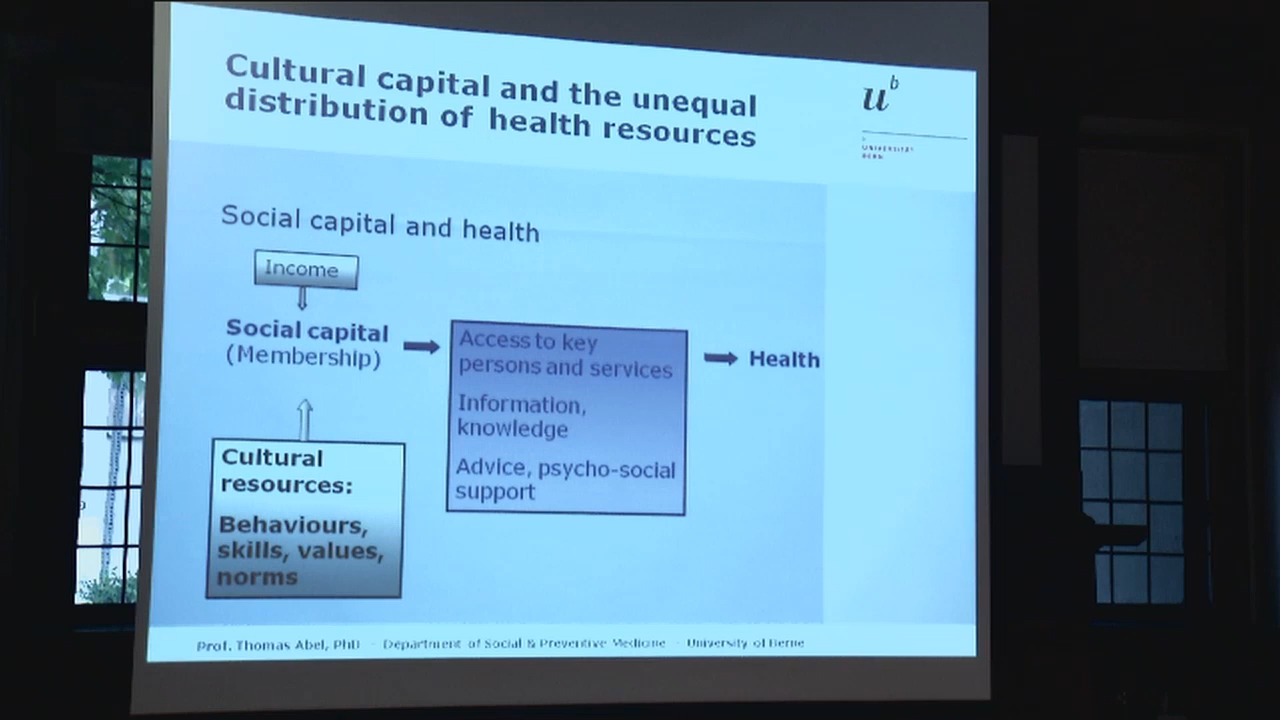 Cultural capital and the unequal
distribution of health resources
u b
UNIVERSITÄT
BERN
Social capital and health
Income
Social capital
(Membership)
Access to key
persons and services
Information,
knowledge
Advice, psycho-social
support
Health
Cultural
resources:
Behaviours,
skills, values,
norms
Prof. Thomas Abel, PhD - Department of Social & Preventive Medicine - University of Berne